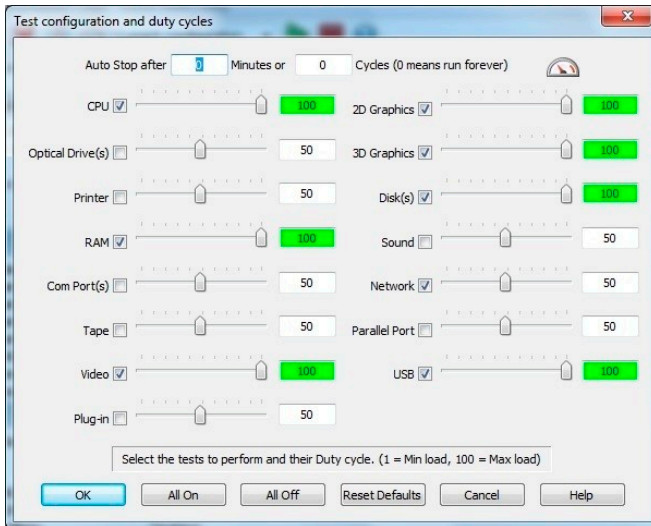 Test configuration and duty cycles
Auto Stop after 0 Minutes or 0 Cycles (0 means run forever)
CPU 100 2D Graphics 100
Optical Drive(s) 50 3D Graphics 100
Printer 50 Disk(s) 100
RAM 100 Sound 50
Com Port(s) 50 Network 50
Tape 50 Parallel Port 50
Video 100 USB 100
Plug-in 50
Select the tests to perform and their Duty cycle. (1 = Min load, 100 = Max load)
OK All On All Off Reset Defaults Cancel Help